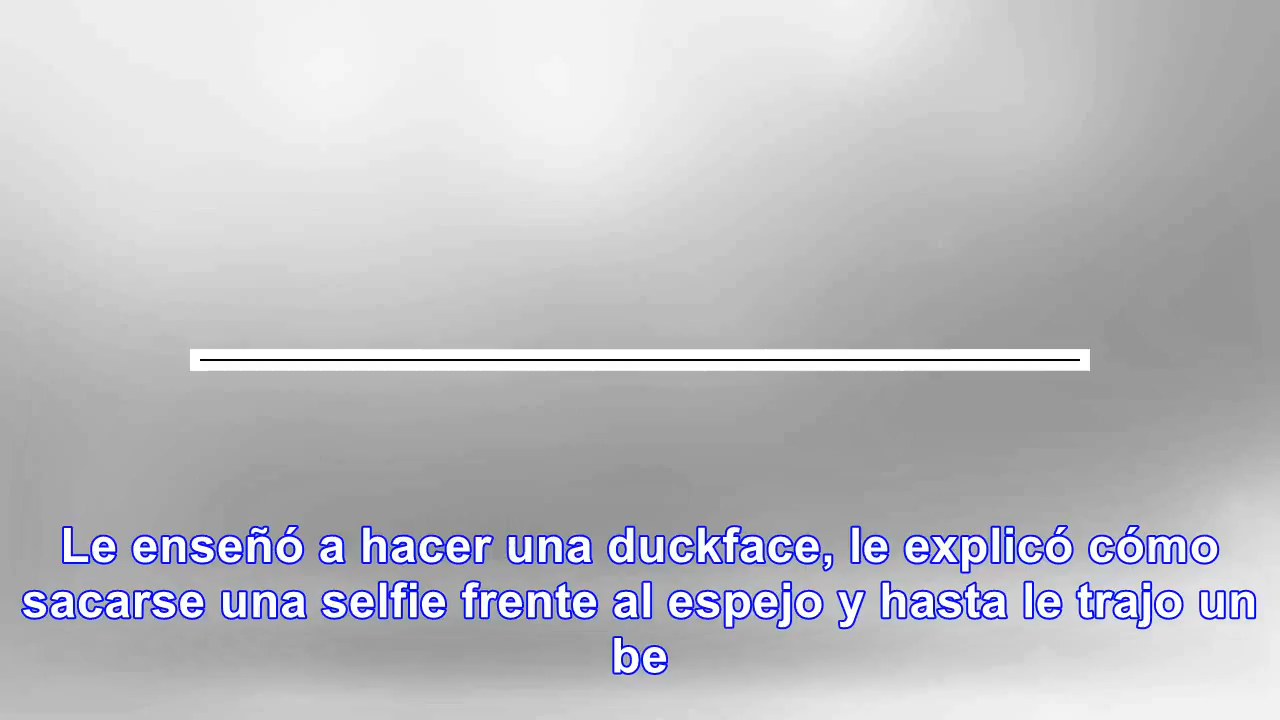 Le enseñó a hacer una duckface, le explicó cómo
sacarse una selfie frente al espejo y hasta le trajo un
be